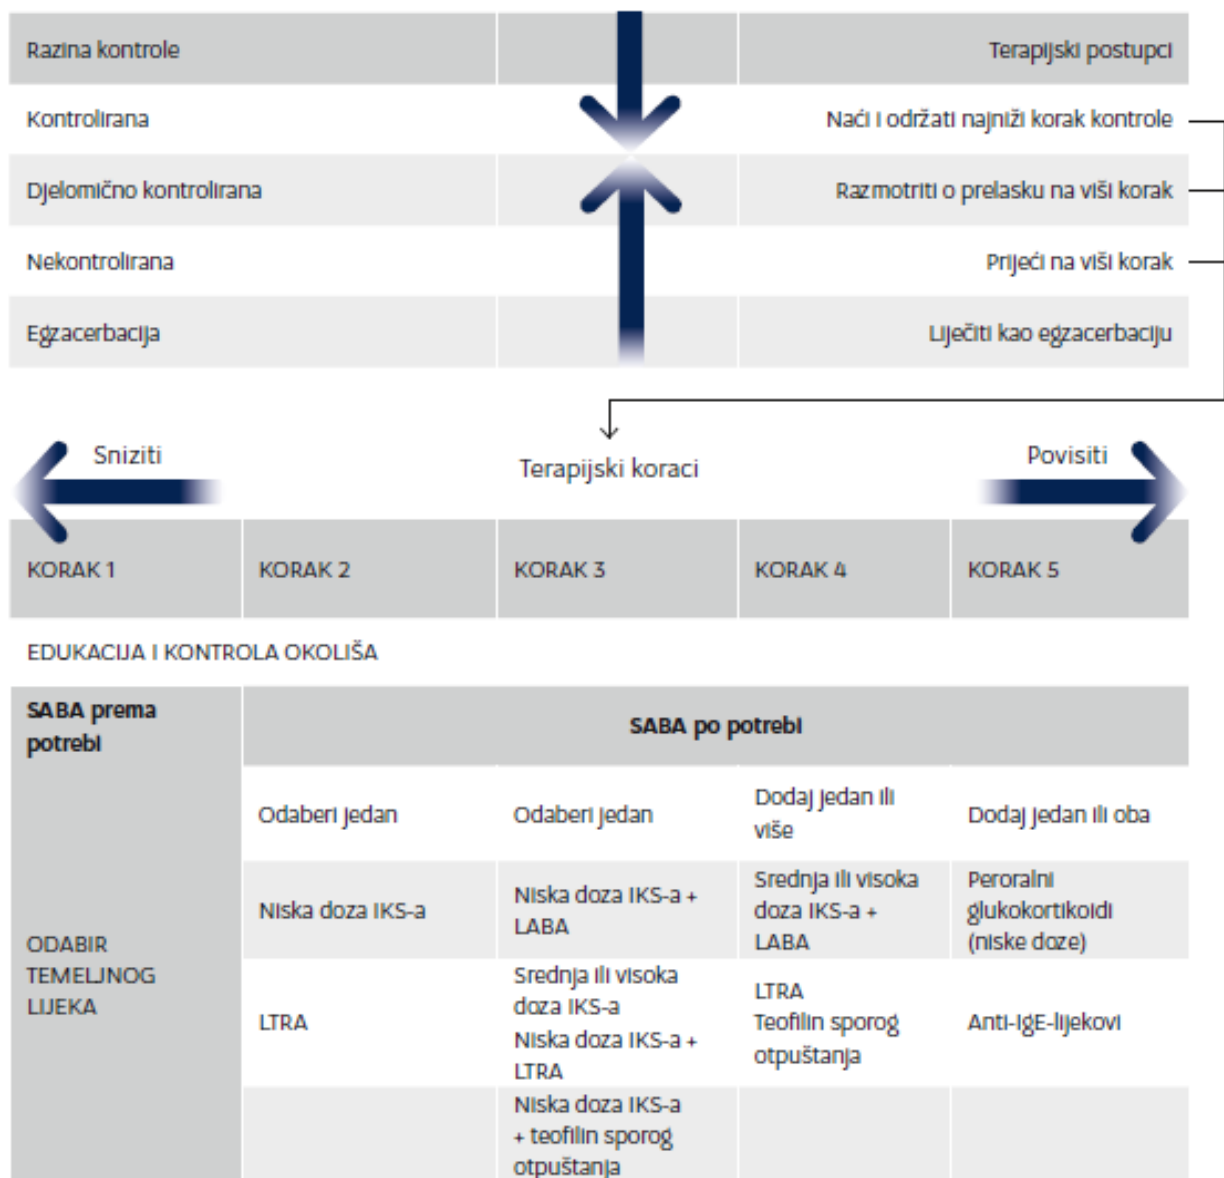 Razina kontrole
Terapijski postupci
Kontrolirana
Naći i održati najniži korak kontrole
Djelomično kontrolirana
Razmotriti o prelasku na viši korak
Nekontrolirana
Prijeći na viši korak
Egzacerbacija
Liječiti kao egzacerbaciju
Sniziti
Terapijski koraci
Povisiti
KORAK 1
KORAK 2
KORAK 3
KORAK 4
KORAK 5
EDUKACIJA I KONTROLA OKOLIŠA
SABA prema
potrebi
SABA po potrebi
ODABIR
TEMELJNOG
LIJEKA
Odaberi jedan
Odaberi jedan
Dodaj jedan ili
više
Dodaj jedan ili oba
Niska doza IKS-a
Niska doza IKS-a +
LABA
Srednja ili visoka
doza IKS-a +
LABA
Peroralni
glukokortikoidi
(niske doze)
LTRA
Srednja ili visoka
doza IKS-a
Niska doza IKS-a +
LTRA
LTRA
Teofilin sporog
otpuštanja
Anti-IgE-lijekovi
Niska doza IKS-a
+ teofilin sporog
otpuštanja